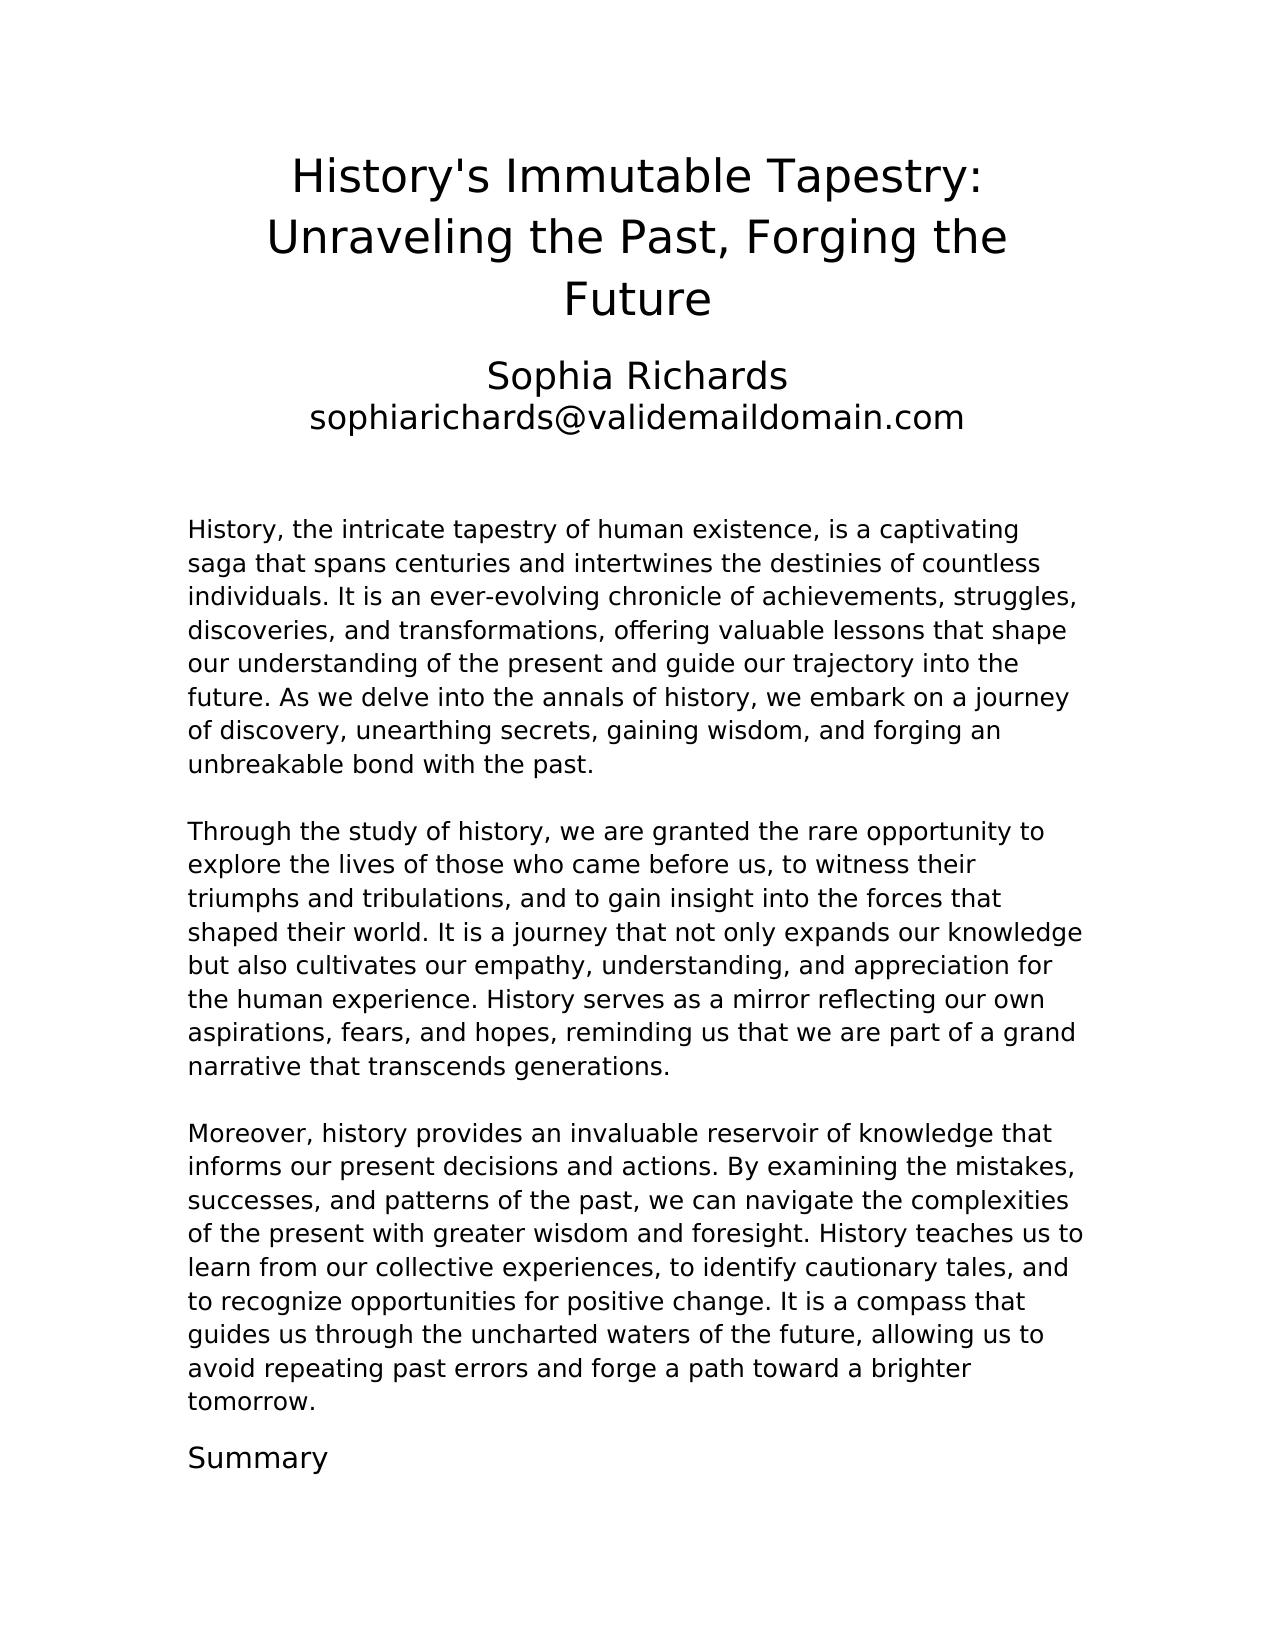 History's Immutable Tapestry:
Unraveling the Past, Forging the
Future
Sophia Richards
sophiarichards@validemaildomain.com
History, the intricate tapestry of human existence, is a captivating
saga that spans centuries and intertwines the destinies of countless
individuals. It is an ever-evolving chronicle of achievements, struggles,
discoveries, and transformations, offering valuable lessons that shape
our understanding of the present and guide our trajectory into the
future. As we delve into the annals of history, we embark on a journey
of discovery, unearthing secrets, gaining wisdom, and forging an
unbreakable bond with the past.
Through the study of history, we are granted the rare opportunity to
explore the lives of those who came before us, to witness their
triumphs and tribulations, and to gain insight into the forces that
shaped their world. It is a journey that not only expands our knowledge
but also cultivates our empathy, understanding, and appreciation for
the human experience. History serves as a mirror reflecting our own
aspirations, fears, and hopes, reminding us that we are part of a grand
narrative that transcends generations.
Moreover, history provides an invaluable reservoir of knowledge that
informs our present decisions and actions. By examining the mistakes,
successes, and patterns of the past, we can navigate the complexities
of the present with greater wisdom and foresight. History teaches us to
learn from our collective experiences, to identify cautionary tales, and
to recognize opportunities for positive change. It is a compass that
guides us through the uncharted waters of the future, allowing us to
avoid repeating past errors and forge a path toward a brighter
tomorrow.
Summary